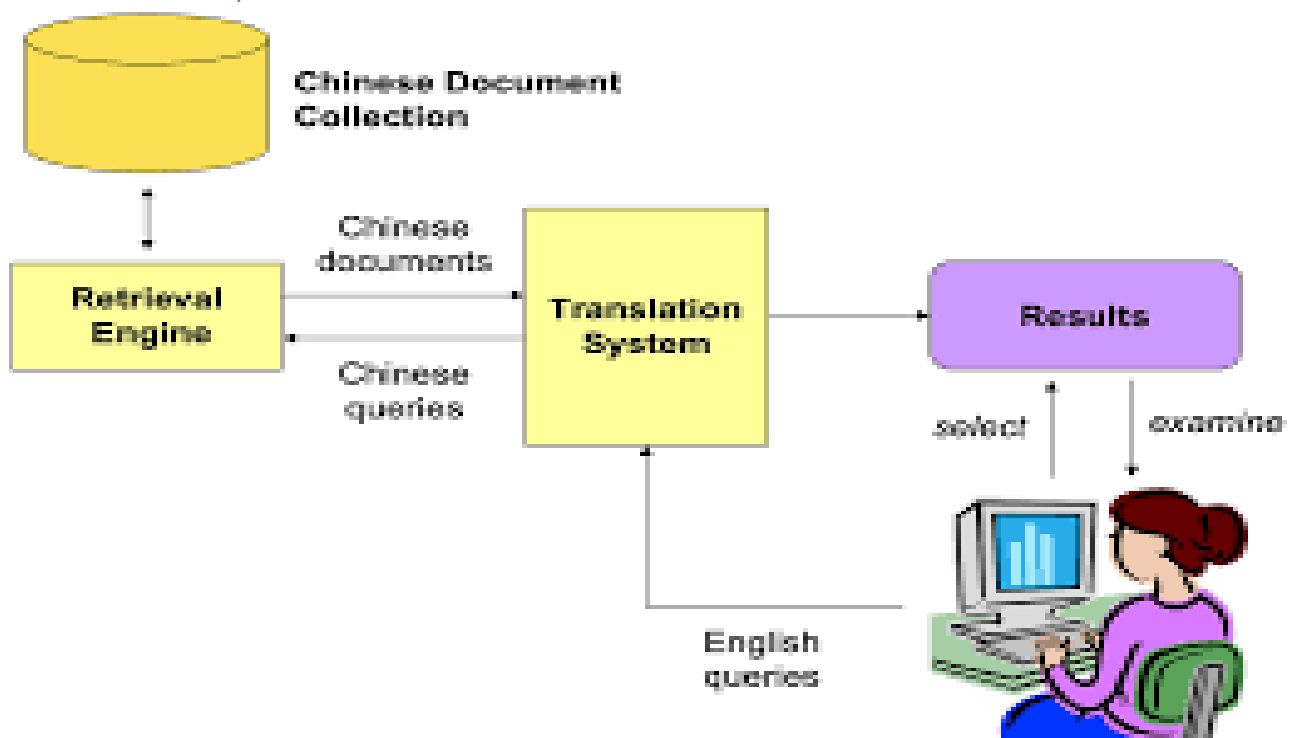 Chinese Document
Collection
Chinese
documents
Retrieval
Engine
Translation
System
Results
Chinese
queries
select
examine
English
queries